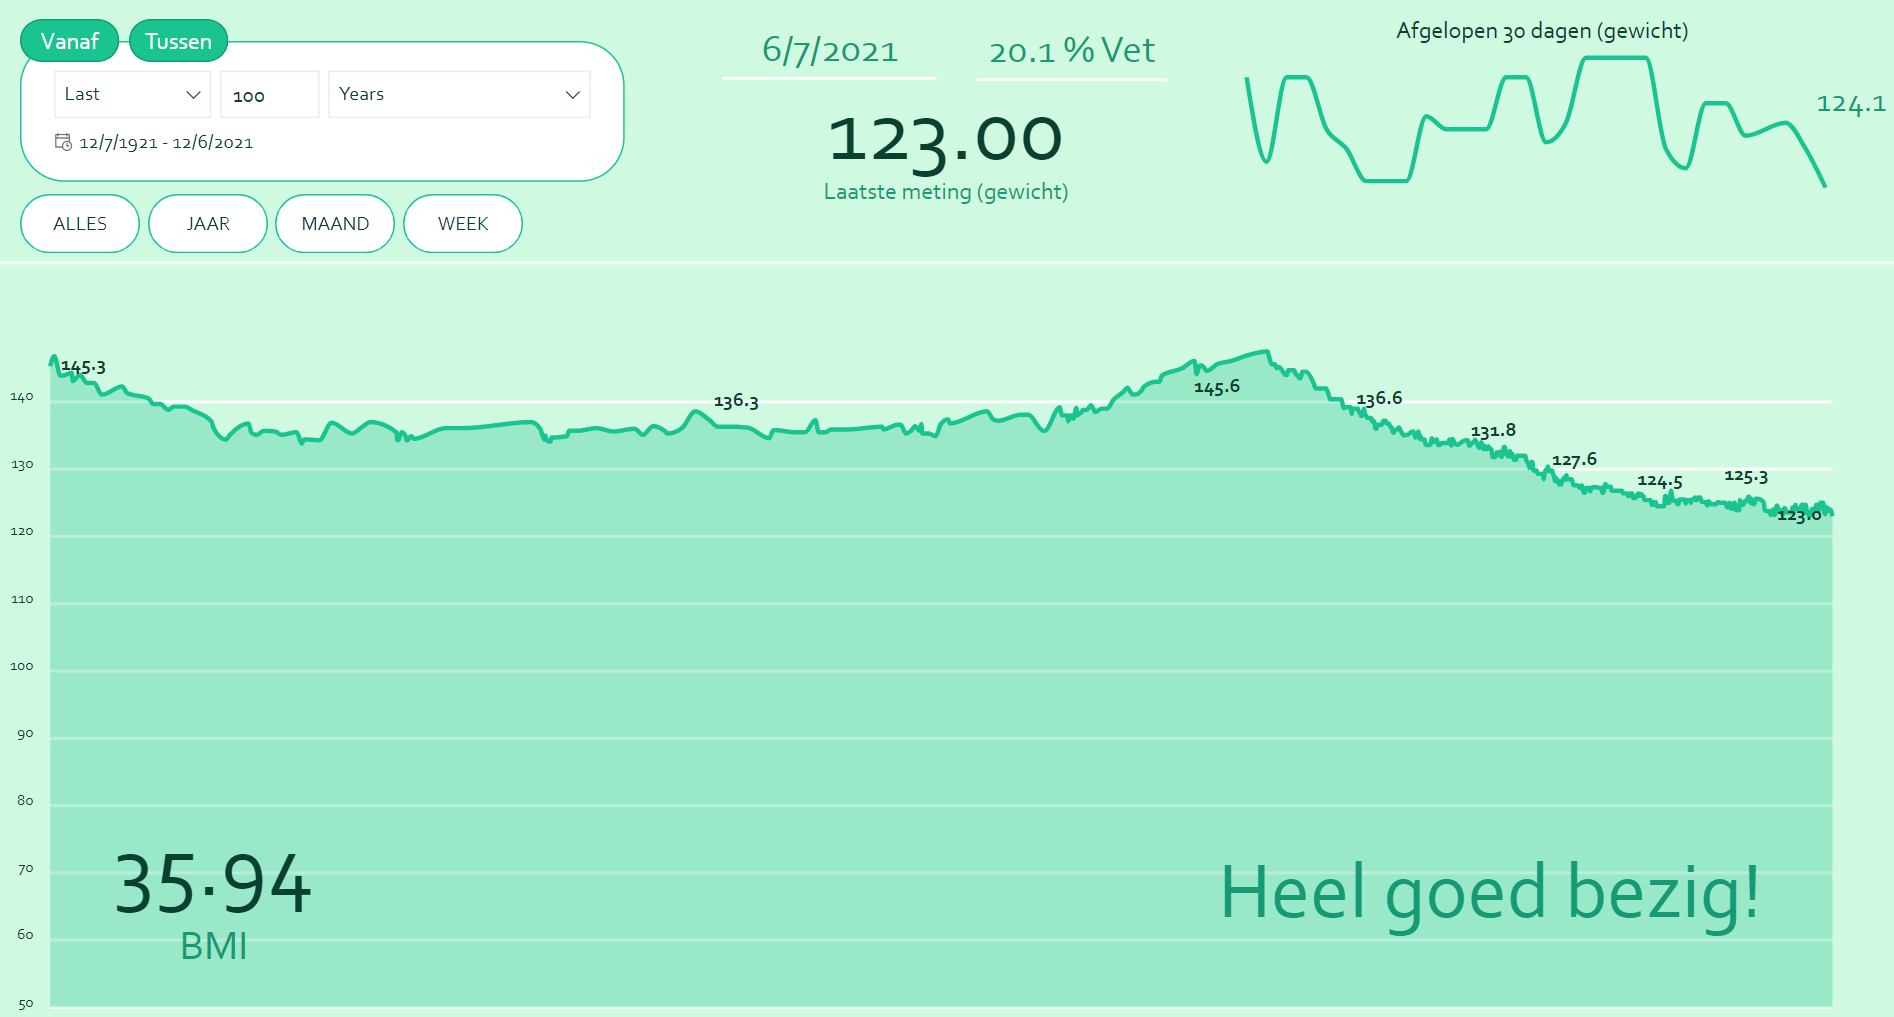 Vanaf Tussen
Last 100 Years
12/7/1921 - 12/6/2021
ALLES JAAR MAAND WEEK
6/7/2021 20.1 % Vet
123.00
Laatste meting (gewicht)
Afgelopen 30 dagen (gewicht)
124.1
145.3
136.3
145.6
136.6
131.8
127.6
124.5
125.3
123.0
140
130
120
110
100
90
80
70
60
50
35.94
BMI
Heel goed bezig!